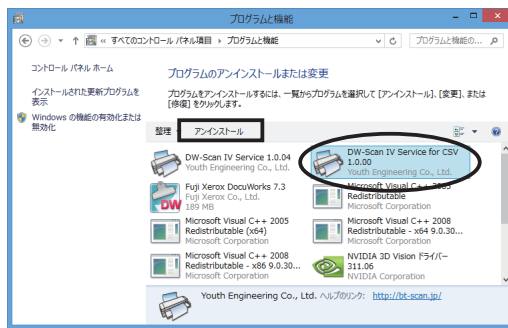 プログラムと機能
すべてのコントロール パネル項目
プログラムと機能
プログラムと機能の...
コントロール パネル ホーム
インストールされた更新プログラムを
表示
Windows の機能の有効化または
無効化
プログラムのアンインストールまたは変更
プログラムをアンインストールするには、一覧からプログラムを選択して [アンインストール]、[変更]、または
[修復] をクリックします。
整理
アンインストール
DW-Scan IV Service 1.0.04
Youth Engineering Co., Ltd.
DW-Scan IV Service for CSV
1.0.00
Youth Engineering Co., Ltd.
Fuji Xerox DocuWorks 7.3
Fuji Xerox Co., Ltd.
189 MB
Microsoft Visual C++ 2005
Redistributable
Microsoft Corporation
Microsoft Visual C++ 2005
Redistributable (x64)
Microsoft Corporation
Microsoft Visual C++ 2008
Redistributable - x64 9.0.30...
Microsoft Corporation
Microsoft Visual C++ 2008
Redistributable - x86 9.0.30...
Microsoft Corporation
NVIDIA 3D Vision ドライバー
311.06
NVIDIA Corporation
Youth Engineering Co., Ltd. ヘルプのリンク: http://bt-scan.jp/